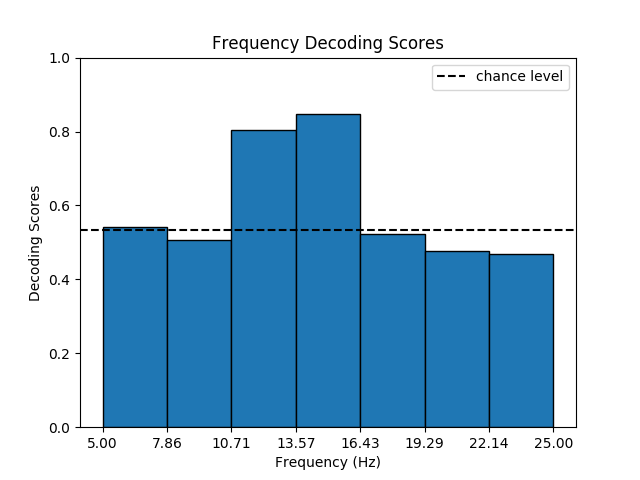 Frequency Decoding Scores
chance level
1.0
0.8
0.6
0.4
0.2
0.0
Decoding Scores
5.00 7.86 10.71 13.57 16.43 19.29 22.14 25.00
Frequency (Hz)